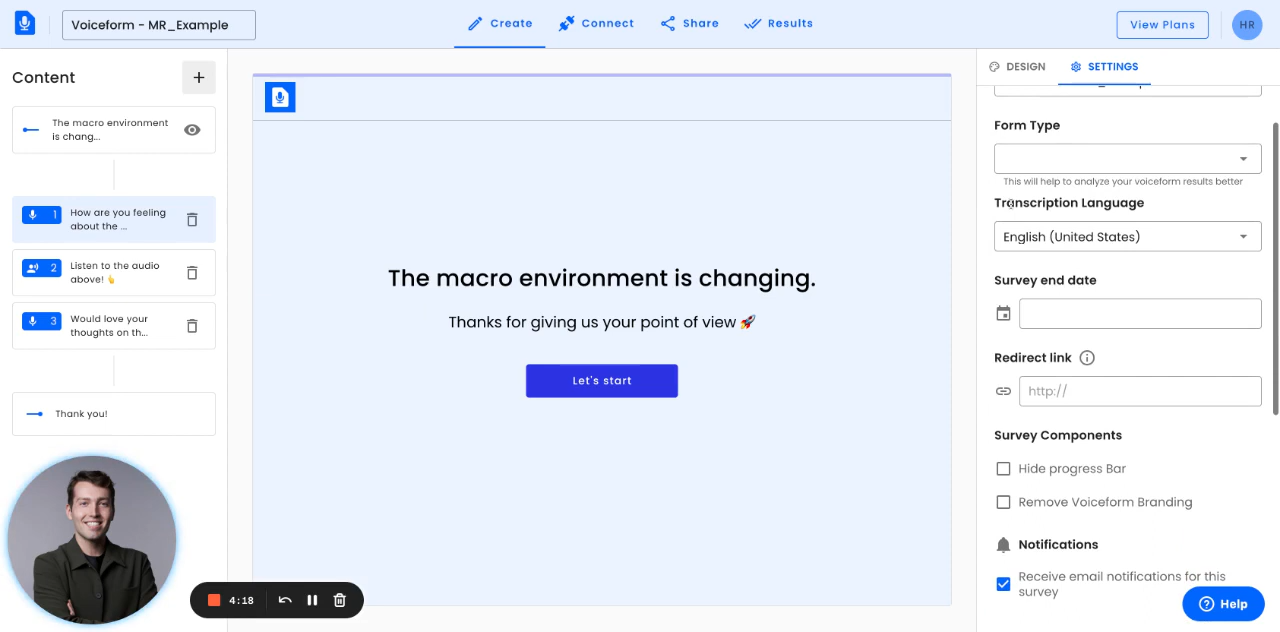 Voiceform - MR_Example
Create
Connect
Share
Results
View Plans
HR
Content
+
The macro environment
is chang...
1
How are you feeling
about the ...
2
Listen to the audio
above! 👆
3
Would love your
thoughts on th...
Thank you!
4:18
The macro environment is changing.
Thanks for giving us your point of view 🚀
Let's start
DESIGN
SETTINGS
Form Type
This will help to analyze your voiceform results better
Transcription Language
English (United States)
Survey end date
Redirect link
http://
Survey Components
Hide progress Bar
Remove Voiceform Branding
Notifications
Receive email notifications for this
survey
Help